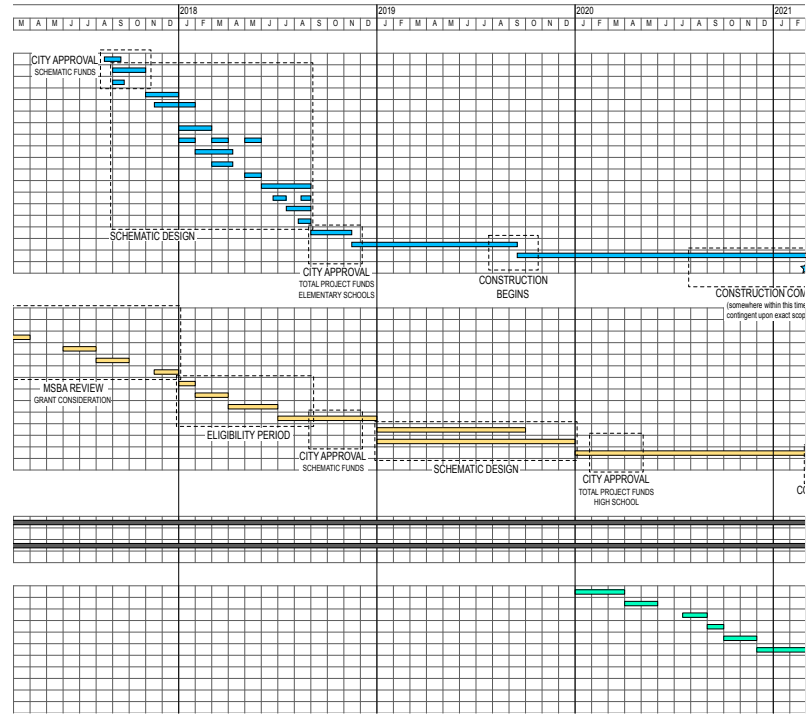 2018 2019 2020 2021
M A M J J A S O N D J F M A M J J A S O N D J F M A M J J A S O N D J F M A M J J A S O N D J F
CITY APPROVAL
SCHEMATIC FUNDS
SCHEMATIC DESIGN
CITY APPROVAL
TOTAL PROJECT FUNDS
ELEMENTARY SCHOOLS
CONSTRUCTION
BEGINS
CONSTRUCTION COM
(somewhere within this time
contingent upon exact scop
MSBA REVIEW
GRANT CONSIDERATION
ELIGIBILITY PERIOD
CITY APPROVAL
SCHEMATIC FUNDS
SCHEMATIC DESIGN
CITY APPROVAL
TOTAL PROJECT FUNDS
HIGH SCHOOL
CO